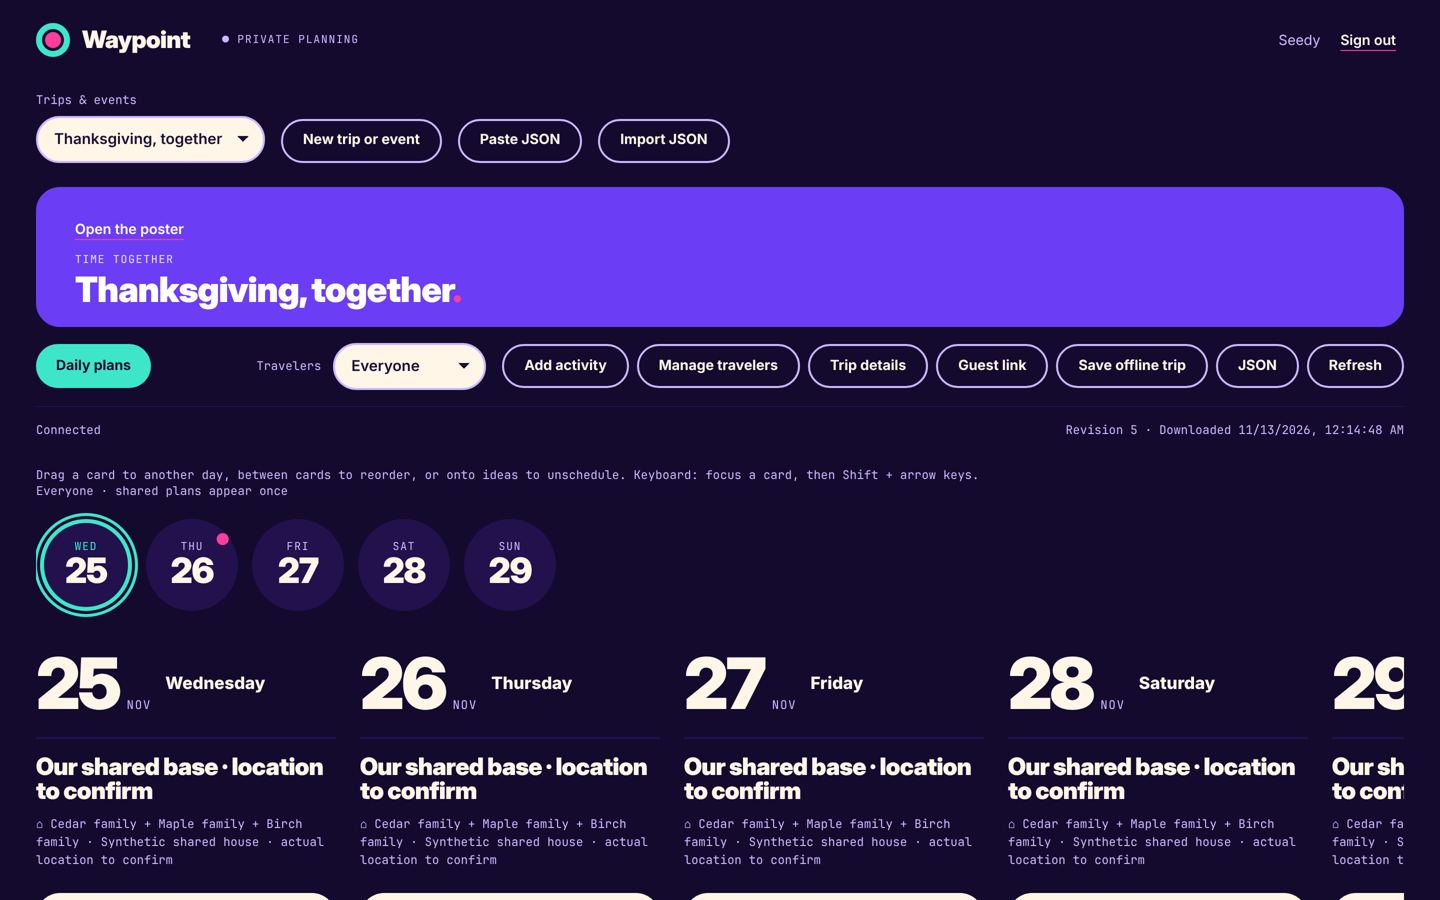 Waypoint
PRIVATE PLANNING
Seedy
Sign out
Trips & events
Thanksgiving, together
New trip or event
Paste JSON
Import JSON
Open the poster
TIME TOGETHER
Thanksgiving, together.
Daily plans
Travelers
Everyone
Add activity
Manage travelers
Trip details
Guest link
Save offline trip
JSON
Refresh
Connected
Revision 5 · Downloaded 11/13/2026, 12:14:48 AM
Drag a card to another day, between cards to reorder, or onto ideas to unschedule. Keyboard: focus a card, then Shift + arrow keys.
Everyone · shared plans appear once
WED
25
THU
26
FRI
27
SAT
28
SUN
29
25 NOV Wednesday
Our shared base · location
to confirm
⌂ Cedar family + Maple family + Birch
family · Synthetic shared house · actual
location to confirm
26 NOV Thursday
Our shared base · location
to confirm
⌂ Cedar family + Maple family + Birch
family · Synthetic shared house · actual
location to confirm
27 NOV Friday
Our shared base · location
to confirm
⌂ Cedar family + Maple family + Birch
family · Synthetic shared house · actual
location to confirm
28 NOV Saturday
Our shared base · location
to confirm
⌂ Cedar family + Maple family + Birch
family · Synthetic shared house · actual
location to confirm
29
Our sh
to con
⌂ Cedar fa
family · S
location t